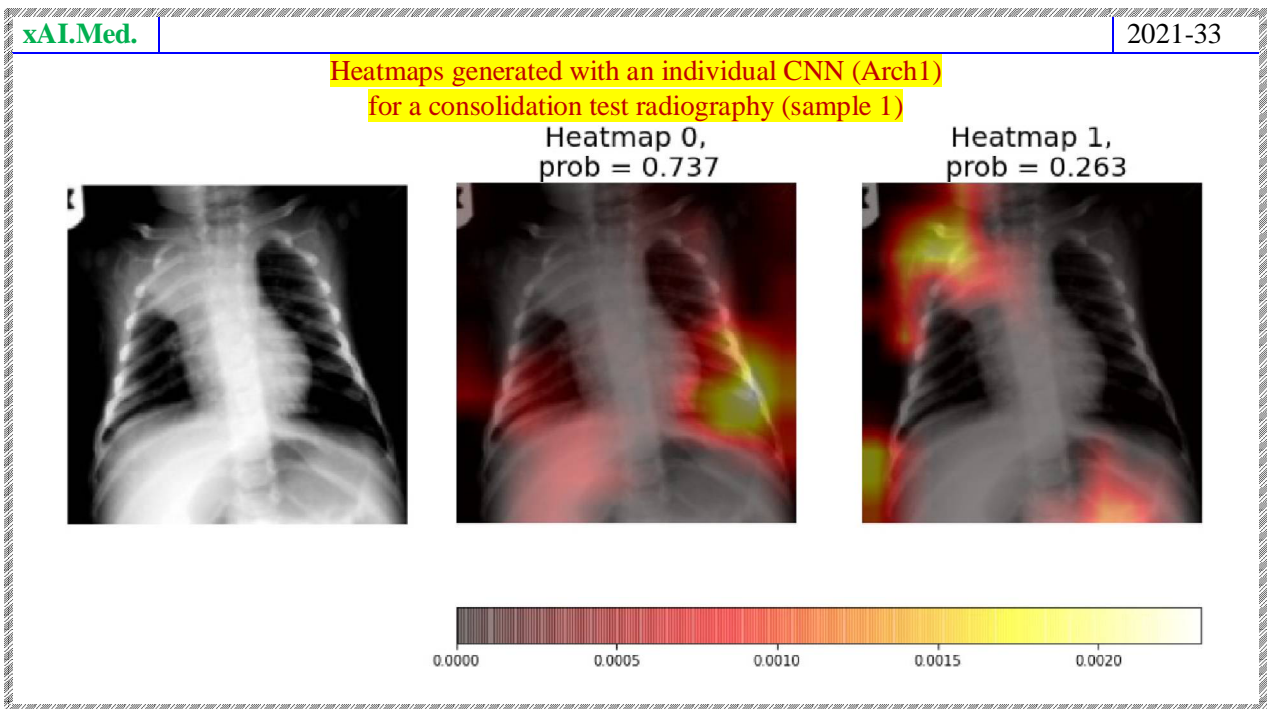 xAI.Med.
2021-33
Heatmaps generated with an individual CNN (Arch1)
for a consolidation test radiography (sample 1)
Heatmap 0,
prob = 0.737
Heatmap 1,
prob = 0.263
0.0000
0.0005
0.0010
0.0015
0.0020